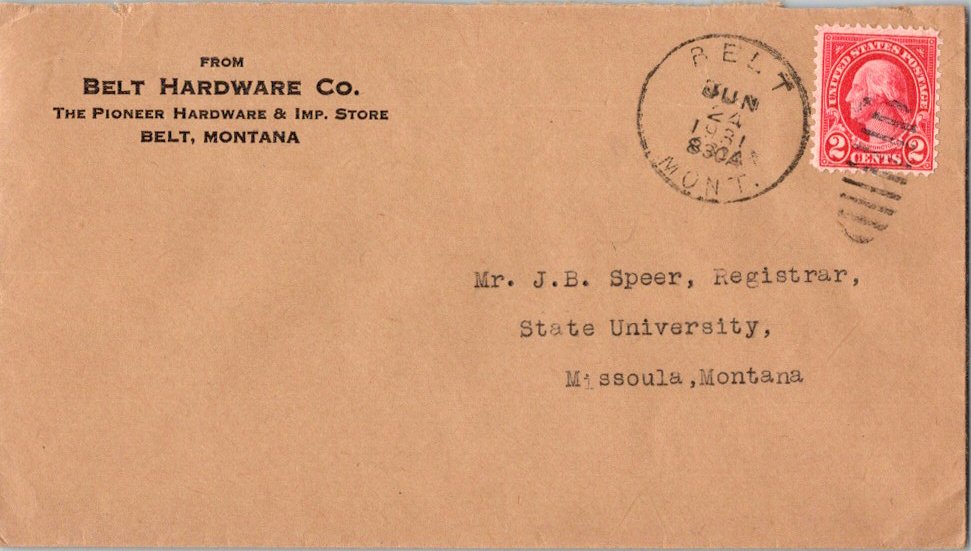 FROM
BELT HARDWARE CO.
THE PIONEER HARDWARE & IMP. STORE
BELT, MONTANA
BELT
JUN
24
1931
830A
MONT.
UNITED STATES POSTAGE
2 CENTS 2
Mr. J.B. Speer, Registrar,
State University,
Missoula,Montana